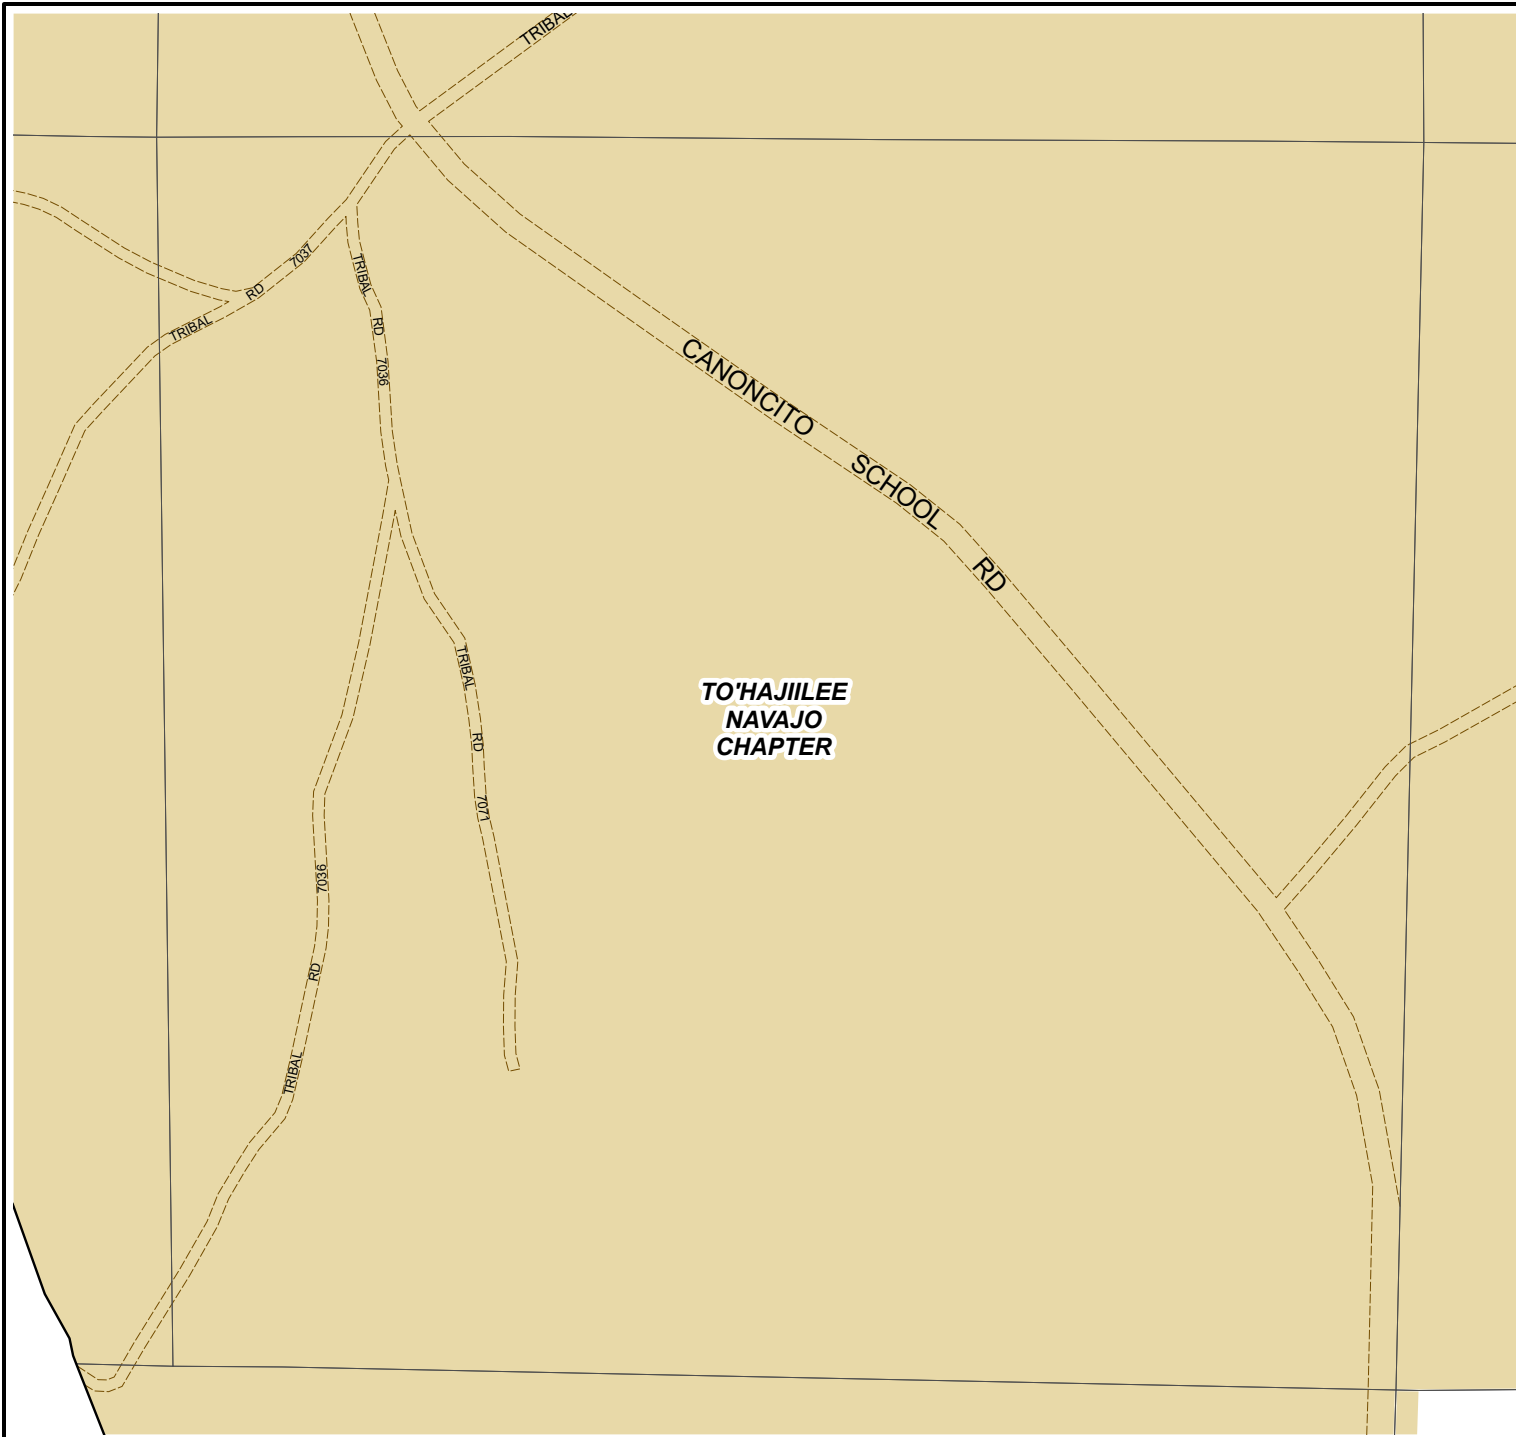 TRIBAL
TRIBAL RD 7037
TRIBAL RD 7036
CANONCITO SCHOOL RD
TRIBAL RD 7071
TO'HAJIILEE
NAVAJO
CHAPTER
TRIBAL RD 7036